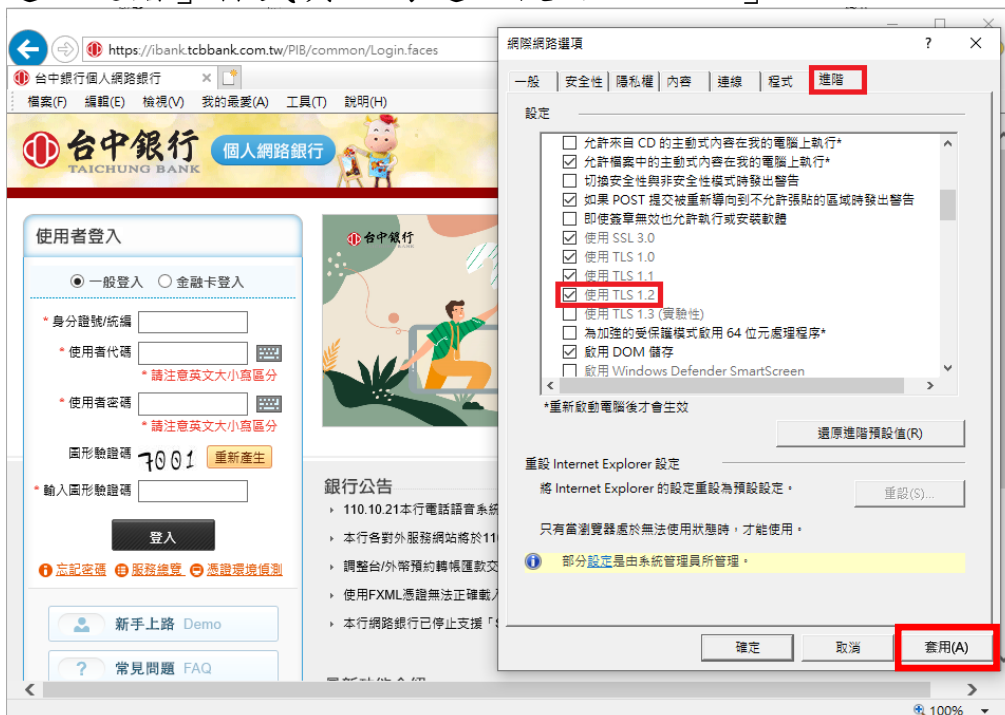 https://ibank.tcbbank.com.tw/PIB/common/Login.faces
台中銀行個人網路銀行
檔案(F) 編輯(E) 檢視(V) 我的最愛(A) 工具(T) 說明(H)
台中銀行
TAICHUNG BANK
個人網路銀行
使用者登入
台中銀行
一般登入 金融卡登入
* 身分證號/統編
* 使用者代碼
* 請注意英文大小寫區分
* 使用者密碼
* 請注意英文大小寫區分
圖形驗證碼 7001 重新產生
* 輸入圖形驗證碼
登入
忘記密碼 服務總覽 憑證環境偵測
新手上路 Demo
常見問題 FAQ
銀行公告
110.10.21本行電話語音系統
本行各對外服務網站將於11
調整台/外幣預約轉帳匯款交
使用FXML憑證無法正確載入
本行網路銀行已停止支援「S
網際網路選項 ? ×
一般 安全性 隱私權 內容 連線 程式 進階
設定
允許來自 CD 的主動式內容在我的電腦上執行*
允許檔案中的主動式內容在我的電腦上執行*
切換安全性與非安全性模式時發出警告
如果 POST 提交被重新導向到不允許張貼的區域時發出警告
即使簽章無效也允許執行或安裝軟體
使用 SSL 3.0
使用 TLS 1.0
使用 TLS 1.1
使用 TLS 1.2
使用 TLS 1.3 (實驗性)
為加強的受保護模式啟用 64 位元處理程序*
啟用 DOM 儲存
啟用 Windows Defender SmartScreen
*重新啟動電腦後才會生效
還原進階預設值(R)
重設 Internet Explorer 設定
將 Internet Explorer 的設定重設為預設設定。
重設(S)...
只有當瀏覽器處於無法使用狀態時，才能使用。
部分設定是由系統管理員所管理。
確定 取消 套用(A)
100%